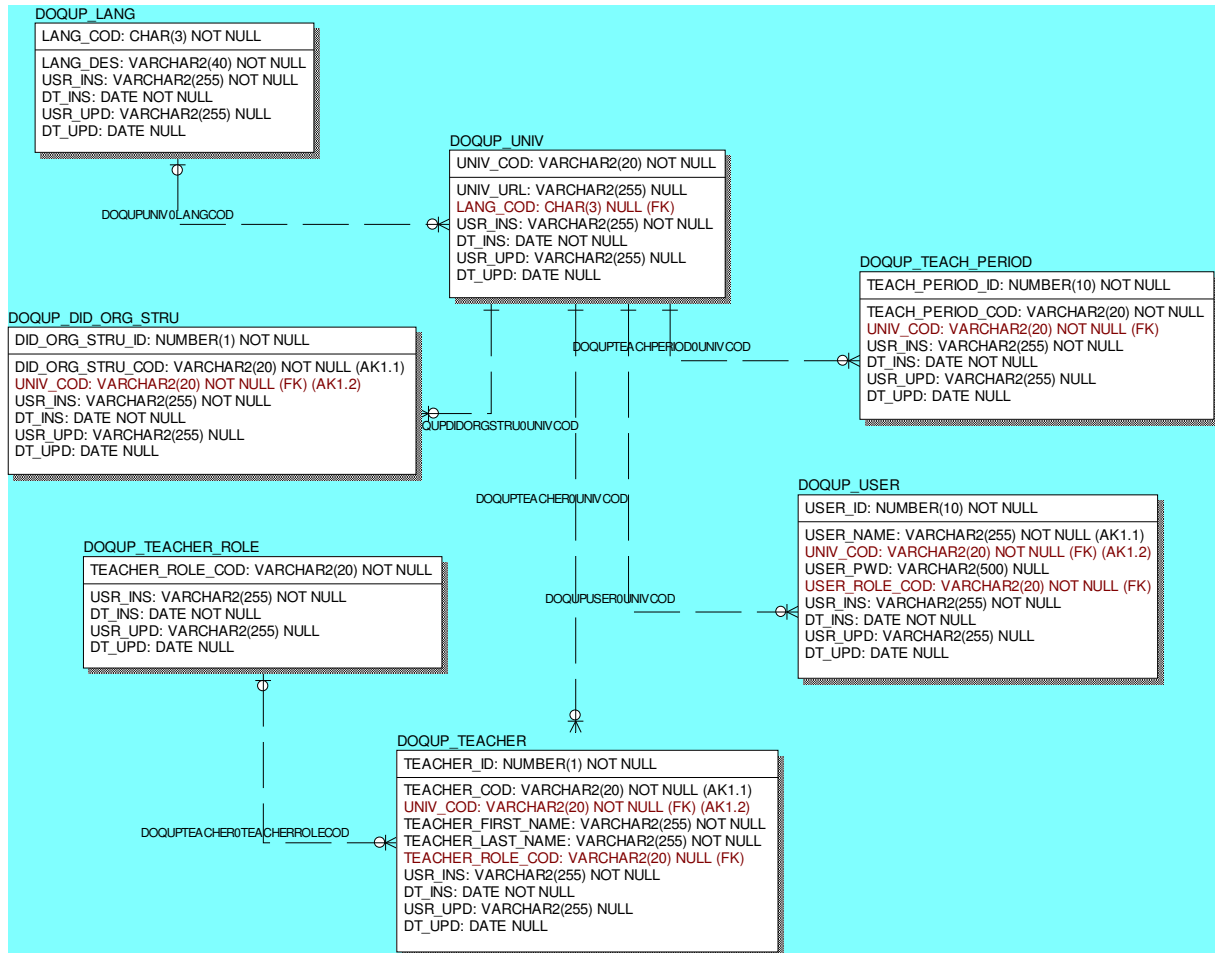 DOQUP_LANG
LANG_COD: CHAR(3) NOT NULL
LANG_DES: VARCHAR2(40) NOT NULL
USR_INS: VARCHAR2(255) NOT NULL
DT_INS: DATE NOT NULL
USR_UPD: VARCHAR2(255) NULL
DT_UPD: DATE NULL
DOQUPUNIV0LANGCOD
DOQUP_UNIV
UNIV_COD: VARCHAR2(20) NOT NULL
UNIV_URL: VARCHAR2(255) NULL
LANG_COD: CHAR(3) NULL (FK)
USR_INS: VARCHAR2(255) NOT NULL
DT_INS: DATE NOT NULL
USR_UPD: VARCHAR2(255) NULL
DT_UPD: DATE NULL
DOQUP_TEACH_PERIOD
TEACH_PERIOD_ID: NUMBER(10) NOT NULL
TEACH_PERIOD_COD: VARCHAR2(20) NOT NULL
UNIV_COD: VARCHAR2(20) NOT NULL (FK)
USR_INS: VARCHAR2(255) NOT NULL
DT_INS: DATE NOT NULL
USR_UPD: VARCHAR2(255) NULL
DT_UPD: DATE NULL
DOQUPTEACHPERIOD0UNIVCOD
DOQUP_DID_ORG_STRU
DID_ORG_STRU_ID: NUMBER(1) NOT NULL
DID_ORG_STRU_COD: VARCHAR2(20) NOT NULL (AK1.1)
UNIV_COD: VARCHAR2(20) NOT NULL (FK) (AK1.2)
USR_INS: VARCHAR2(255) NOT NULL
DT_INS: DATE NOT NULL
USR_UPD: VARCHAR2(255) NULL
DT_UPD: DATE NULL
QUPDIDORGSTRU0UNIVCOD
DOQUPTEACHER0UNIVCOD
DOQUP_USER
USER_ID: NUMBER(10) NOT NULL
USER_NAME: VARCHAR2(255) NOT NULL (AK1.1)
UNIV_COD: VARCHAR2(20) NOT NULL (FK) (AK1.2)
USER_PWD: VARCHAR2(500) NULL
USER_ROLE_COD: VARCHAR2(20) NOT NULL (FK)
USR_INS: VARCHAR2(255) NOT NULL
DT_INS: DATE NOT NULL
USR_UPD: VARCHAR2(255) NULL
DT_UPD: DATE NULL
DOQUPUSER0UNIVCOD
DOQUP_TEACHER_ROLE
TEACHER_ROLE_COD: VARCHAR2(20) NOT NULL
USR_INS: VARCHAR2(255) NOT NULL
DT_INS: DATE NOT NULL
USR_UPD: VARCHAR2(255) NULL
DT_UPD: DATE NULL
DOQUPTEACHER0TEACHERROLECOD
DOQUP_TEACHER
TEACHER_ID: NUMBER(1) NOT NULL
TEACHER_COD: VARCHAR2(20) NOT NULL (AK1.1)
UNIV_COD: VARCHAR2(20) NOT NULL (FK) (AK1.2)
TEACHER_FIRST_NAME: VARCHAR2(255) NOT NULL
TEACHER_LAST_NAME: VARCHAR2(255) NOT NULL
TEACHER_ROLE_COD: VARCHAR2(20) NULL (FK)
USR_INS: VARCHAR2(255) NOT NULL
DT_INS: DATE NOT NULL
USR_UPD: VARCHAR2(255) NULL
DT_UPD: DATE NULL